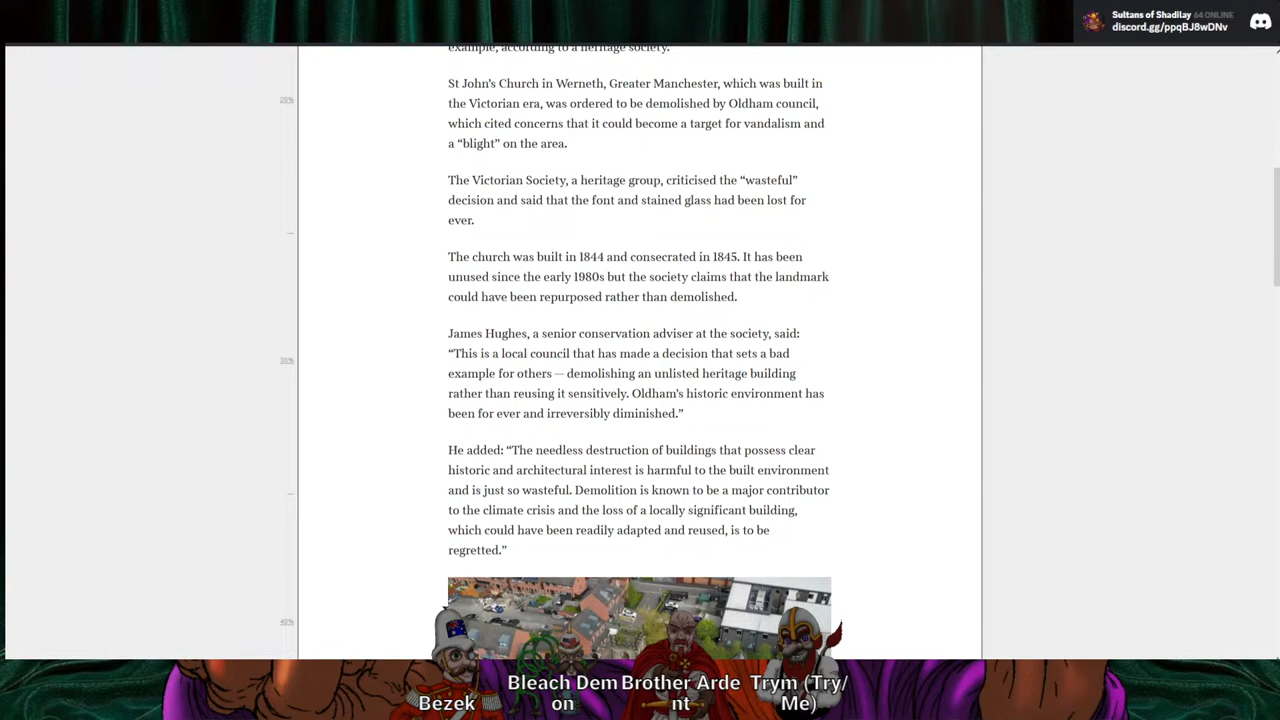 Sultans of Shadilay 64 ONLINE
discord.gg/ppqBJ8wDNv
example, according to a heritage society.
20%
St John’s Church in Werneth, Greater Manchester, which was built in
the Victorian era, was ordered to be demolished by Oldham council,
which cited concerns that it could become a target for vandalism and
a “blight” on the area.
The Victorian Society, a heritage group, criticised the “wasteful”
decision and said that the font and stained glass had been lost for
ever.
The church was built in 1844 and consecrated in 1845. It has been
unused since the early 1980s but the society claims that the landmark
could have been repurposed rather than demolished.
James Hughes, a senior conservation adviser at the society, said:
“This is a local council that has made a decision that sets a bad
30%
example for others — demolishing an unlisted heritage building
rather than reusing it sensitively. Oldham’s historic environment has
been for ever and irreversibly diminished.”
He added: “The needless destruction of buildings that possess clear
historic and architectural interest is harmful to the built environment
and is just so wasteful. Demolition is known to be a major contributor
to the climate crisis and the loss of a locally significant building,
which could have been readily adapted and reused, is to be
regretted.”
40%
Bezek
Bleach Dem
on
Brother Arde
nt
Trym (Try/
Me)